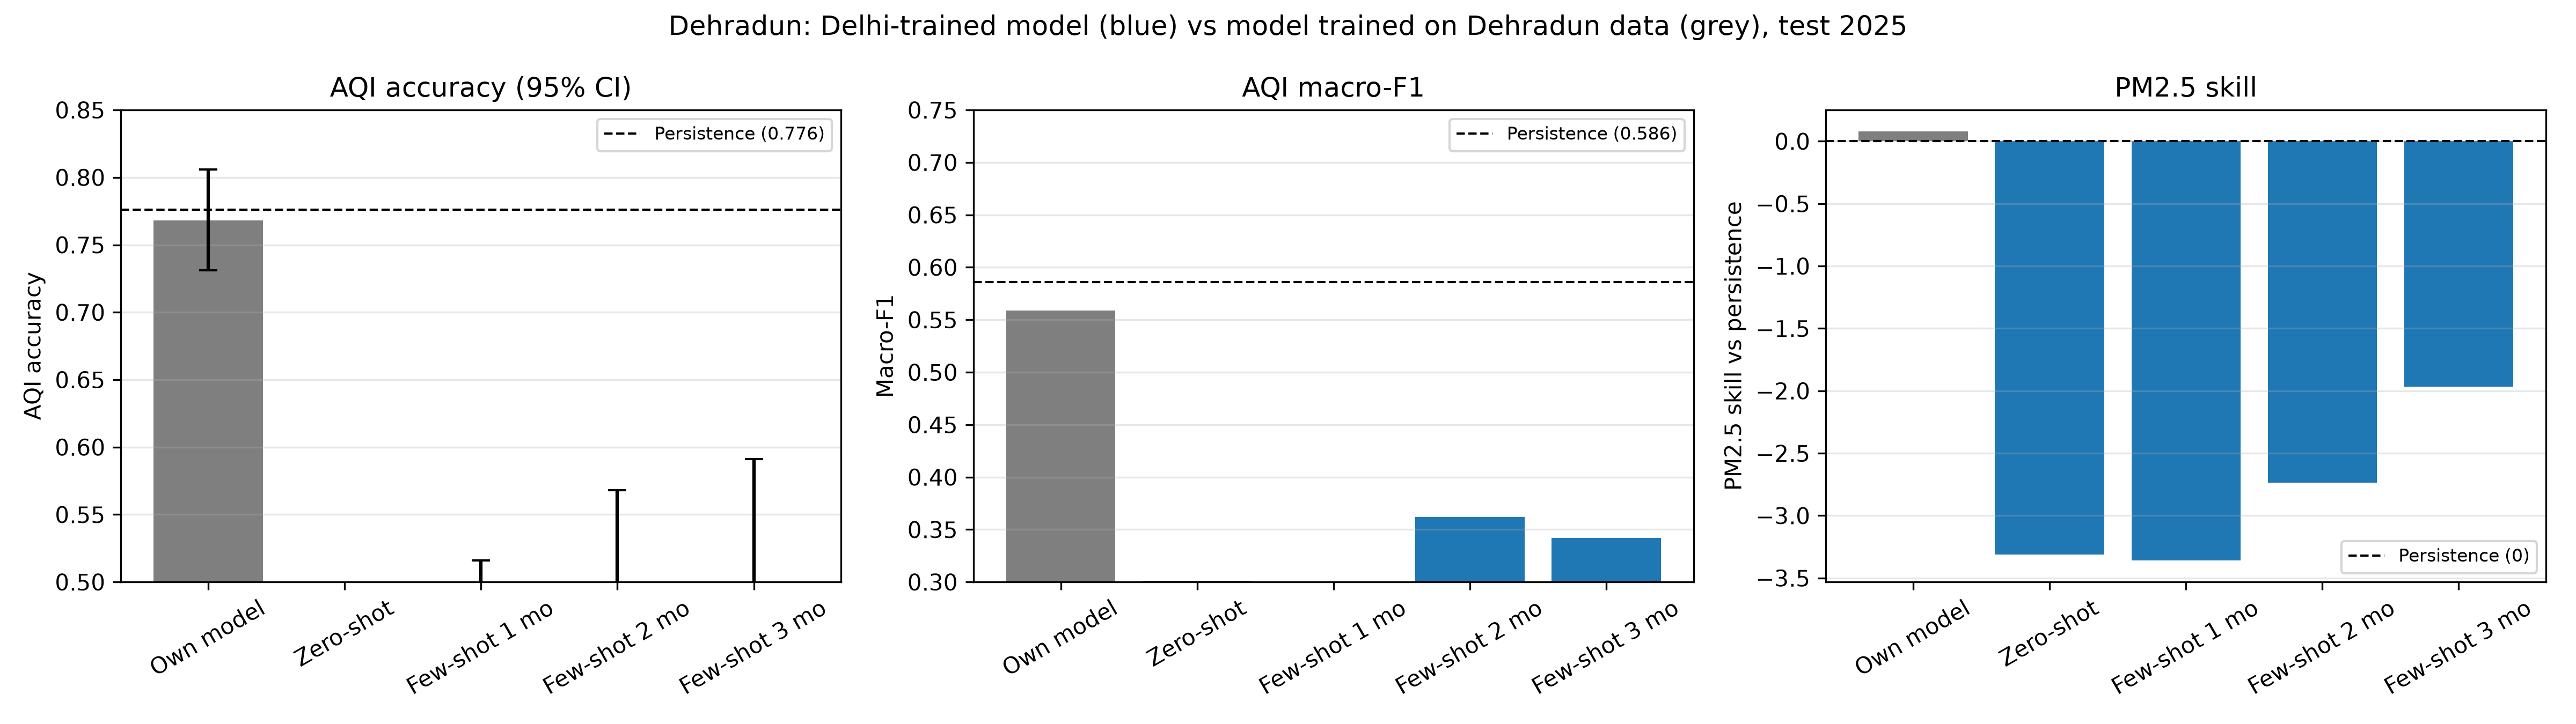 Dehradun: Delhi-trained model (blue) vs model trained on Dehradun data (grey), test 2025
AQI accuracy (95% CI)
AQI accuracy
0.85
0.80
0.75
0.70
0.65
0.60
0.55
0.50
Persistence (0.776)
Own model
Zero-shot
Few-shot 1 mo
Few-shot 2 mo
Few-shot 3 mo
AQI macro-F1
Macro-F1
0.75
0.70
0.65
0.60
0.55
0.50
0.45
0.40
0.35
0.30
Persistence (0.586)
Own model
Zero-shot
Few-shot 1 mo
Few-shot 2 mo
Few-shot 3 mo
PM2.5 skill
PM2.5 skill vs persistence
0.0
−0.5
−1.0
−1.5
−2.0
−2.5
−3.0
−3.5
Persistence (0)
Own model
Zero-shot
Few-shot 1 mo
Few-shot 2 mo
Few-shot 3 mo